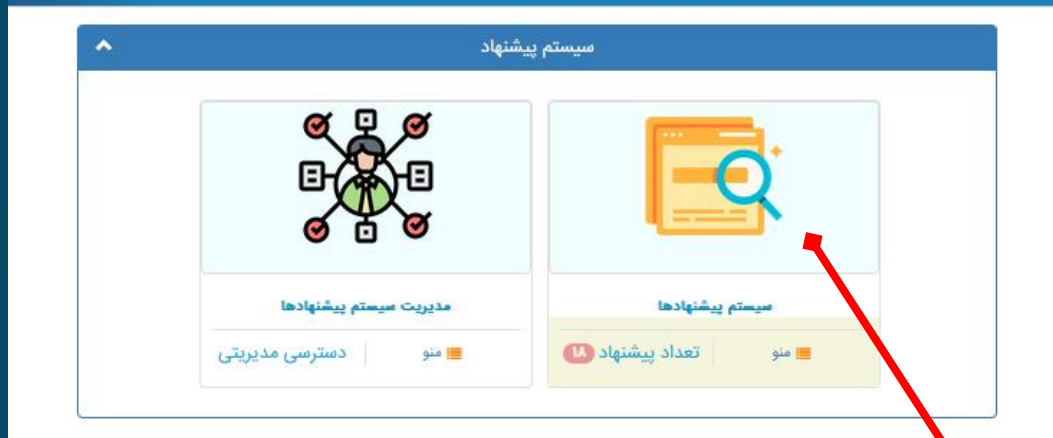 سیستم پیشنهاد
سیستم پیشنهادها
منو
تعداد پیشنهاد ۱۸
مدیریت سیستم پیشنهادها
منو
دسترسی مدیریتی